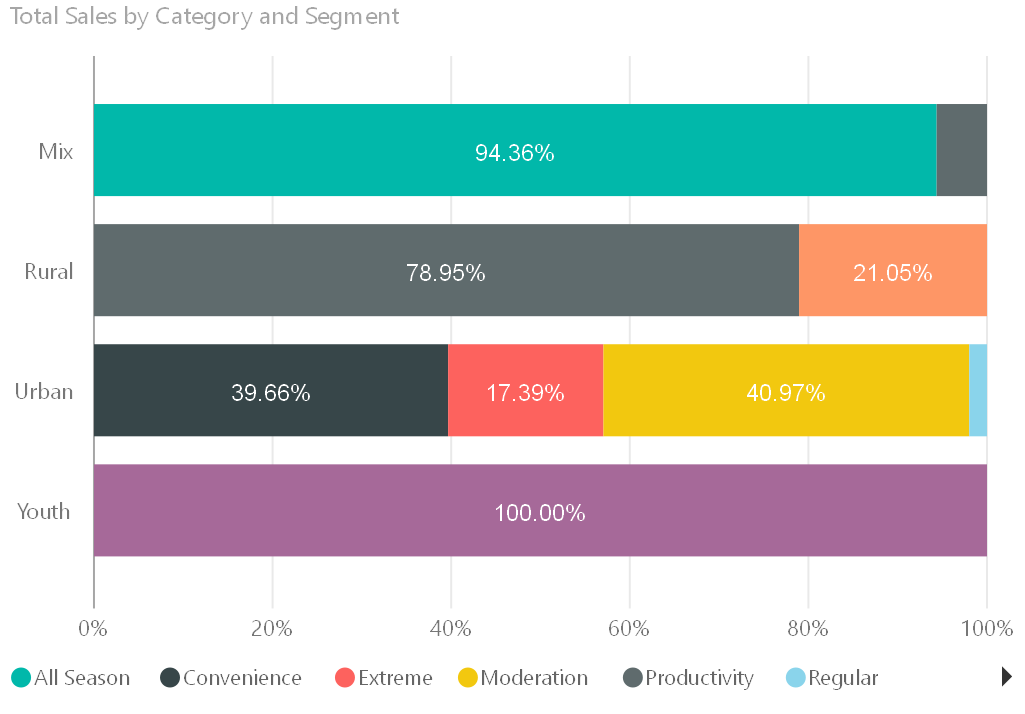 Total Sales by Category and Segment
Mix
94.36%
Rural
78.95% 21.05%
Urban
39.66% 17.39% 40.97%
Youth
100.00%
0% 20% 40% 60% 80% 100%
All Season Convenience Extreme Moderation Productivity Regular